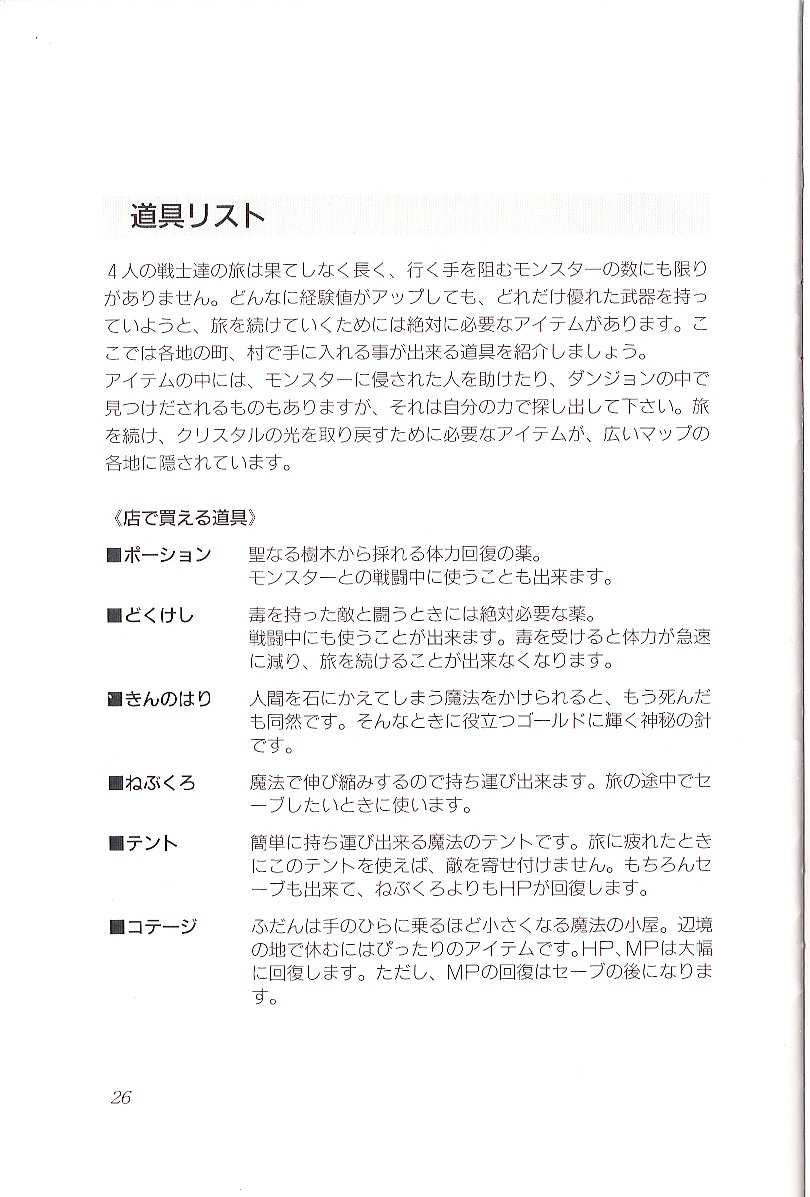 道具リスト
4人の戦士達の旅は果てしなく長く、行く手を阻むモンスターの数にも限り
がありません。どんなに経験値がアップしても、どれだけ優れた武器を持っ
ていようと、旅を続けていくためには絶対に必要なアイテムがあります。こ
こでは各地の町、村で手に入れる事が出来る道具を紹介しましょう。
アイテムの中には、モンスターに侵された人を助けたり、ダンジョンの中で
見つけだされるものもありますが、それは自分の力で探し出して下さい。旅
を続け、クリスタルの光を取り戻すために必要なアイテムが、広いマップの
各地に隠されています。
《店で買える道具》
■ポーション 聖なる樹木から採れる体力回復の薬。
モンスターとの戦闘中に使うことも出来ます。
■どくけし 毒を持った敵と闘うときには絶対必要な薬。
戦闘中にも使うことが出来ます。毒を受けると体力が急速
に減り、旅を続けることが出来なくなります。
■きんのはり 人間を石にかえてしまう魔法をかけられると、もう死んだ
も同然です。そんなときに役立つゴールドに輝く神秘の針
です。
■ねぶくろ 魔法で伸び縮みするので持ち運び出来ます。旅の途中でセ
ーブしたいときに使います。
■テント 簡単に持ち運び出来る魔法のテントです。旅に疲れたとき
にこのテントを使えば、敵を寄せ付けません。もちろんセ
ーブも出来て、ねぶくろよりもHPが回復します。
■コテージ ふだんは手のひらに乗るほど小さくなる魔法の小屋。辺境
の地で休むにはぴったりのアイテムです。HP、MPは大幅
に回復します。ただし、MPの回復はセーブの後になりま
す。
26